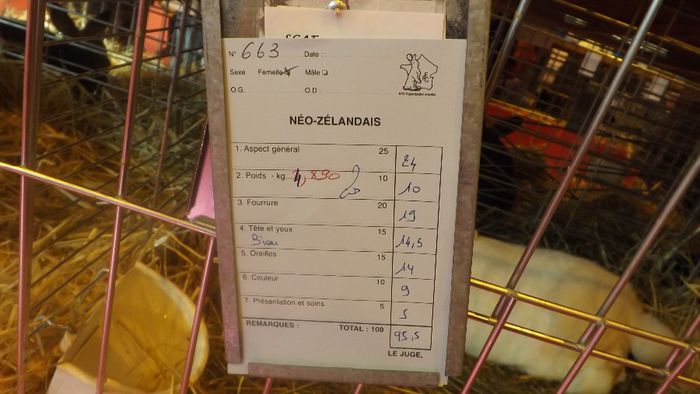 N° 663 Date :
Sexe Femelle Mâle
O.G. O.D.
NÉO-ZÉLANDAIS
1. Aspect général 25 24
2. Poids - kg 4,890 10 10
3. Fourrure 20 19
4. Tête et yeux 15 14,5
Bien
5. Oreilles 15 14
6. Couleur 10 9
7. Présentation et soins 5 5
REMARQUES : TOTAL : 100 95,5
LE JUGE,